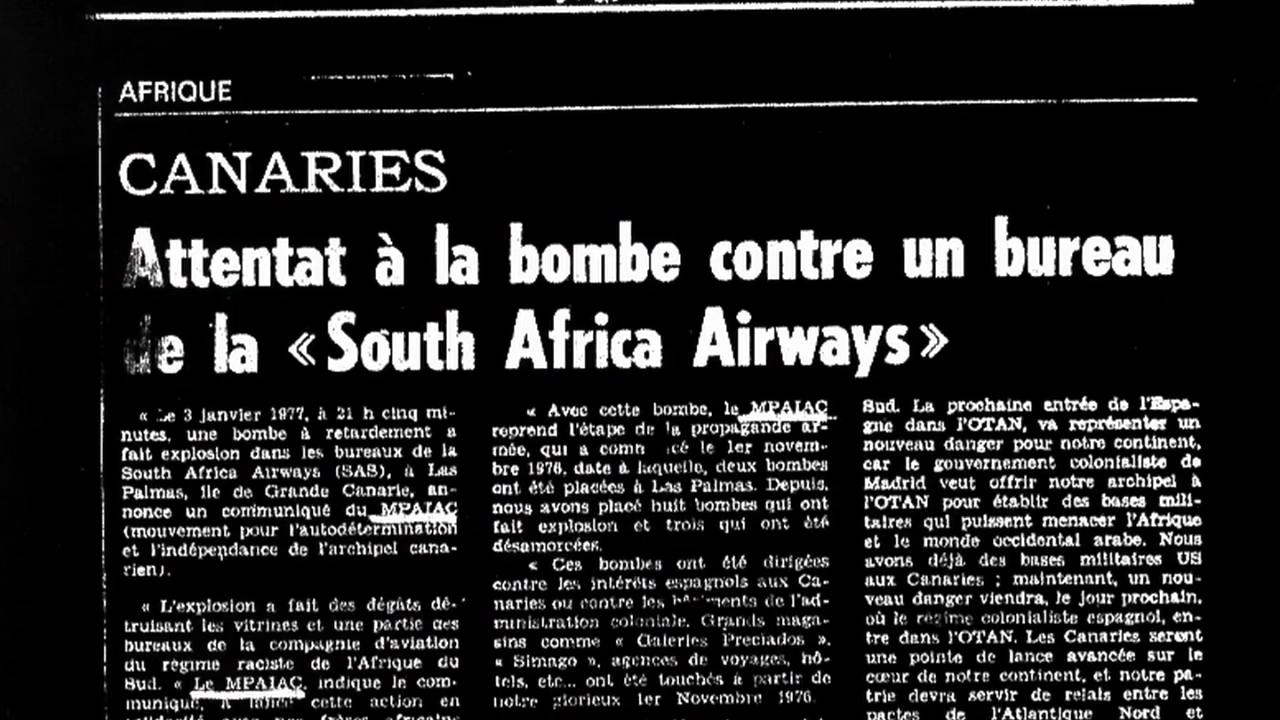 AFRIQUE
CANARIES
Attentat à la bombe contre un bureau
de la « South Africa Airways »
« Le 3 janvier 1977, à 21 h cinq mi-
nutes, une bombe à retardement a
fait explosion dans les bureaux de la
South Africa Airways (SAS), à Las
Palmas, île de Grande Canarie, an-
nonce un communiqué du MPAIAC
(mouvement pour l'autodétermination
et l'indépendance de l'archipel cana-
rien).
« L'explosion a fait des dégâts dé-
truisant les vitrines et une partie des
bureaux de la compagnie d'aviation
du régime raciste de l'Afrique du
Sud. « Le MPAIAC, indique le com-
muniqué, a lancé cette action en
« Avec cette bombe, le MPAIAC
reprend l'étape de la propagande ar-
mée, qui a le 1er novem-
bre 1976, date à laquelle, deux bombes
ont été placées à Las Palmas. Depuis,
nous avons placé huit bombes qui ont
fait explosion et trois qui ont été
désamorcées.
« Ces bombes ont été dirigées
contre les intérêts espagnols aux Ca-
naries ou contre les de l'ad-
ministration coloniale. Grands maga-
sins comme « Galeries Preciados »,
« Simago », agences de voyages, hô-
tels, etc... ont été touchés à partir de
notre glorieux 1er Novembre 1976.
Sud. La prochaine entrée de l'Espa-
gne dans l'OTAN, va représenter un
nouveau danger pour notre continent,
car le gouvernement colonialiste de
Madrid veut offrir notre archipel à
l'OTAN pour établir des bases mili-
taires qui puissent menacer l'Afrique
et le monde occidental arabe. Nous
avons déjà des bases militaires US
aux Canaries ; maintenant, un nou-
veau danger viendra, le jour prochain,
où le régime colonialiste espagnol, en-
tre dans l'OTAN. Les Canaries seront
une pointe de lance avancée sur le
cœur de notre continent, et notre pa-
trie devra servir de relais entre les
pactes de l'Atlantique Nord et